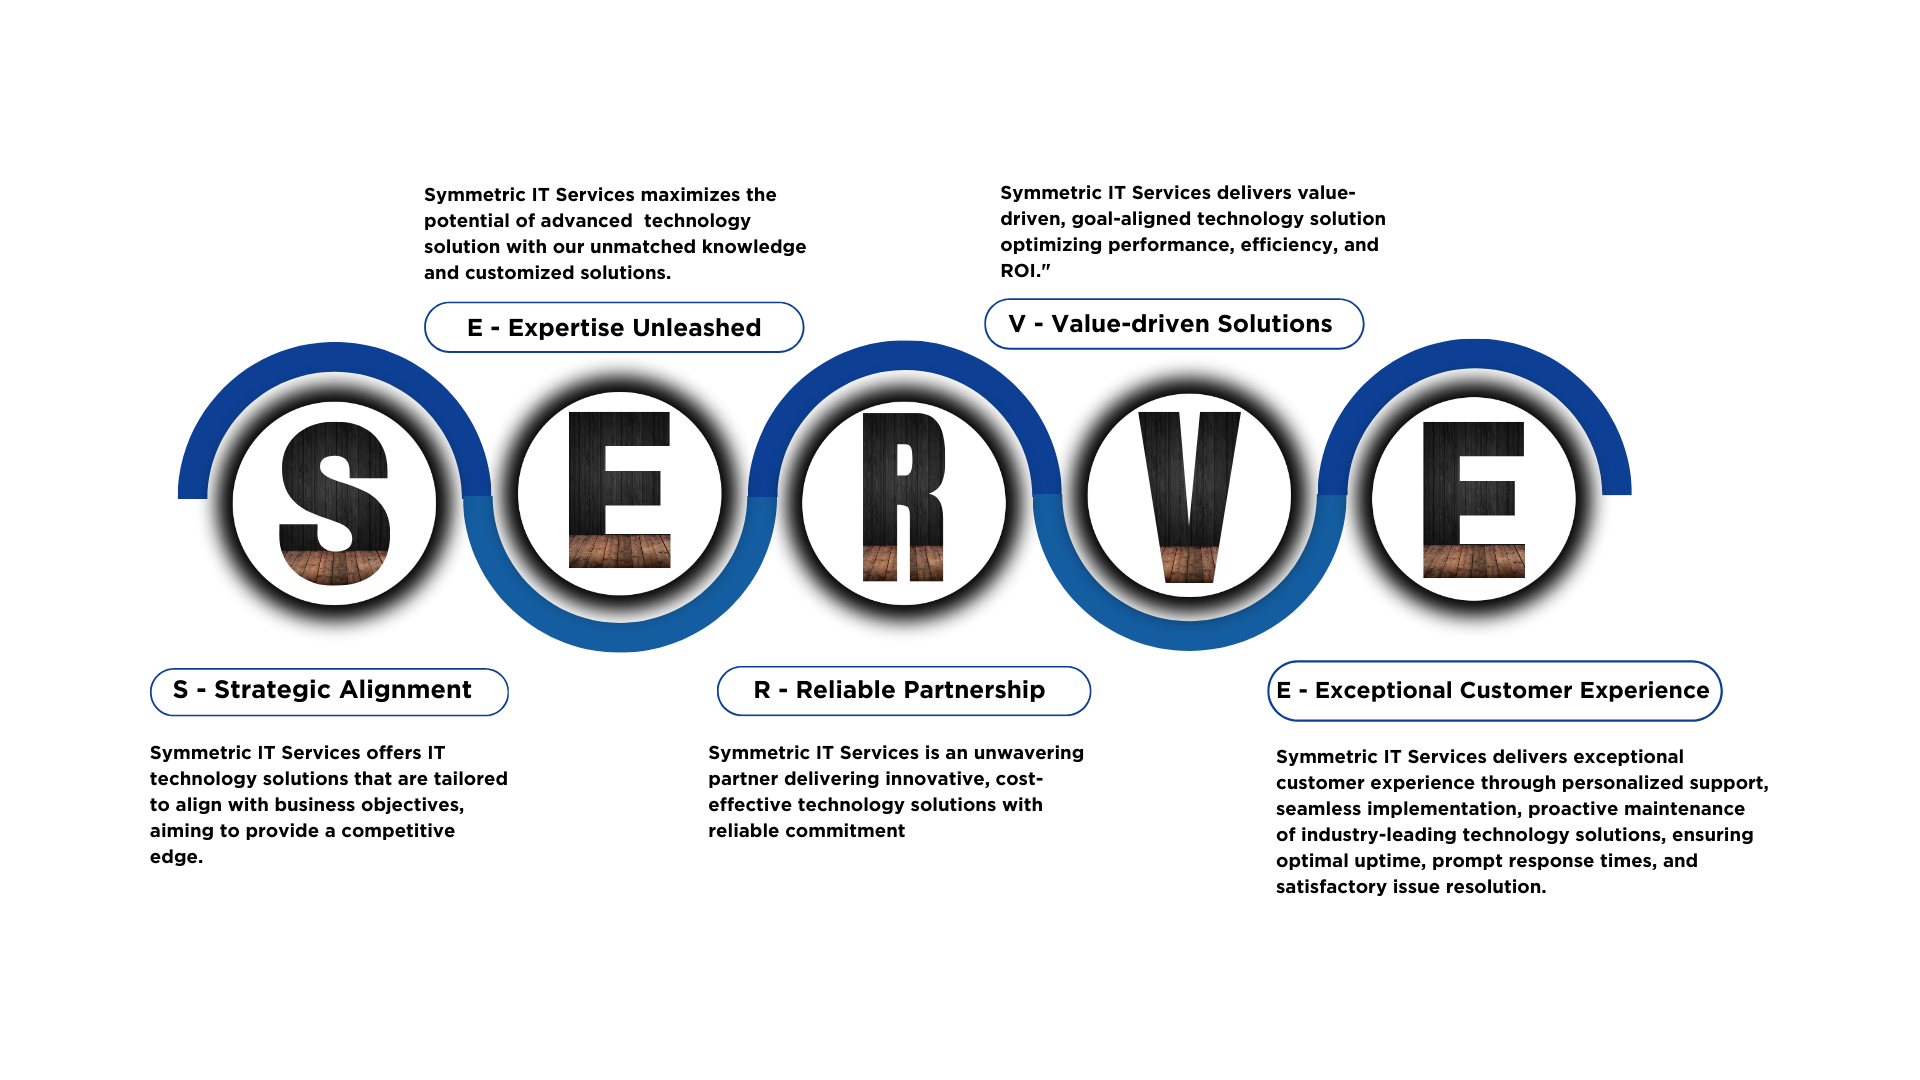 Symmetric IT Services maximizes the
potential of advanced  technology
solution with our unmatched knowledge
and customized solutions.
E - Expertise Unleashed
Symmetric IT Services delivers value-
driven, goal-aligned technology solution
optimizing performance, efficiency, and
ROI."
V - Value-driven Solutions
S E R V E
S - Strategic Alignment
Symmetric IT Services offers IT
technology solutions that are tailored
to align with business objectives,
aiming to provide a competitive
edge.
R - Reliable Partnership
Symmetric IT Services is an unwavering
partner delivering innovative, cost-
effective technology solutions with
reliable commitment
E - Exceptional Customer Experience
Symmetric IT Services delivers exceptional
customer experience through personalized support,
seamless implementation, proactive maintenance
of industry-leading technology solutions, ensuring
optimal uptime, prompt response times, and
satisfactory issue resolution.